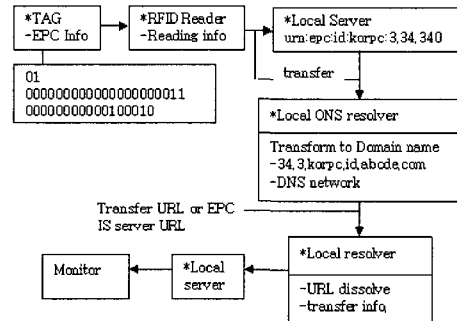 *TAG
-EPC Info
*RFID Reader
-Reading info
*Local Server
urn:epc:id:korpc:3,34,340
01
000000000000000000011
00000000000100010
transfer
*Local ONS resolver
Transform to Domain name
-34,3,korpc,id,abode,com
-DNS network
Transfer URL or EPC
IS server URL
*Local resolver
-URL dissolve
-transfer info,
*Local
server
Monitor